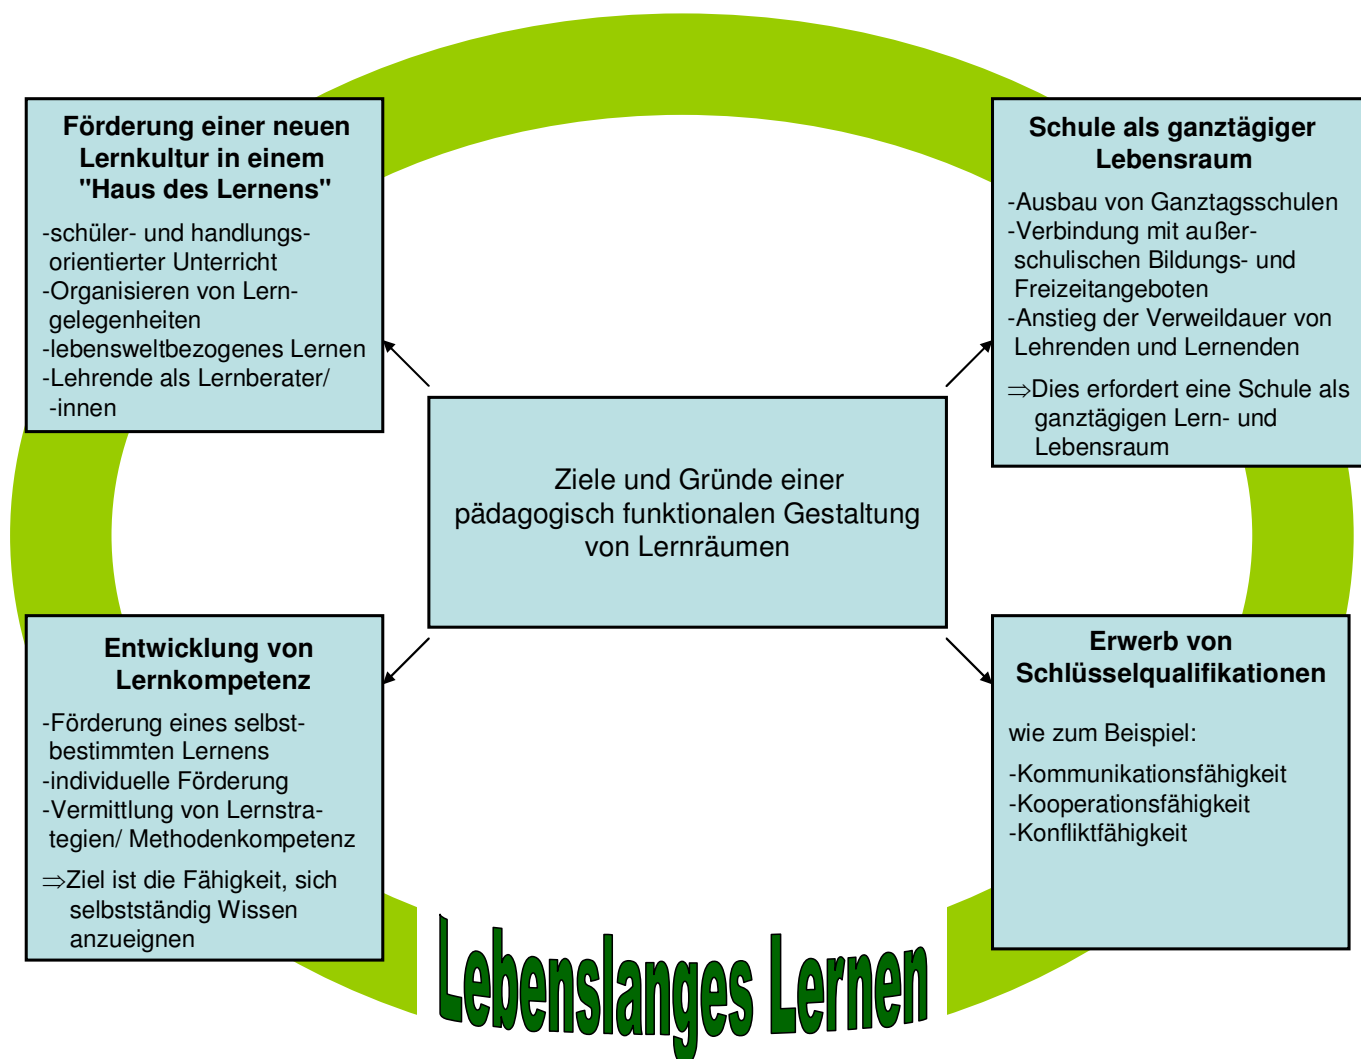 Förderung einer neuen
Lernkultur in einem
"Haus des Lernens"
-schüler- und handlungs-
orientierter Unterricht
-Organisieren von Lern-
gelegenheiten
-lebensweltbezogenes Lernen
-Lehrende als Lernberater/
-innen
Schule als ganztägiger
Lebensraum
-Ausbau von Ganztagsschulen
-Verbindung mit außer-
schulischen Bildungs- und
Freizeitangeboten
-Anstieg der Verweildauer von
Lehrenden und Lernenden
⇒Dies erfordert eine Schule als
ganztägigen Lern- und
Lebensraum
Ziele und Gründe einer
pädagogisch funktionalen Gestaltung
von Lernräumen
Entwicklung von
Lernkompetenz
-Förderung eines selbst-
bestimmten Lernens
-individuelle Förderung
-Vermittlung von Lernstra-
tegien/ Methodenkompetenz
⇒Ziel ist die Fähigkeit, sich
selbstständig Wissen
anzueignen
Erwerb von
Schlüsselqualifikationen
wie zum Beispiel:
-Kommunikationsfähigkeit
-Kooperationsfähigkeit
-Konfliktfähigkeit
Lebenslanges Lernen